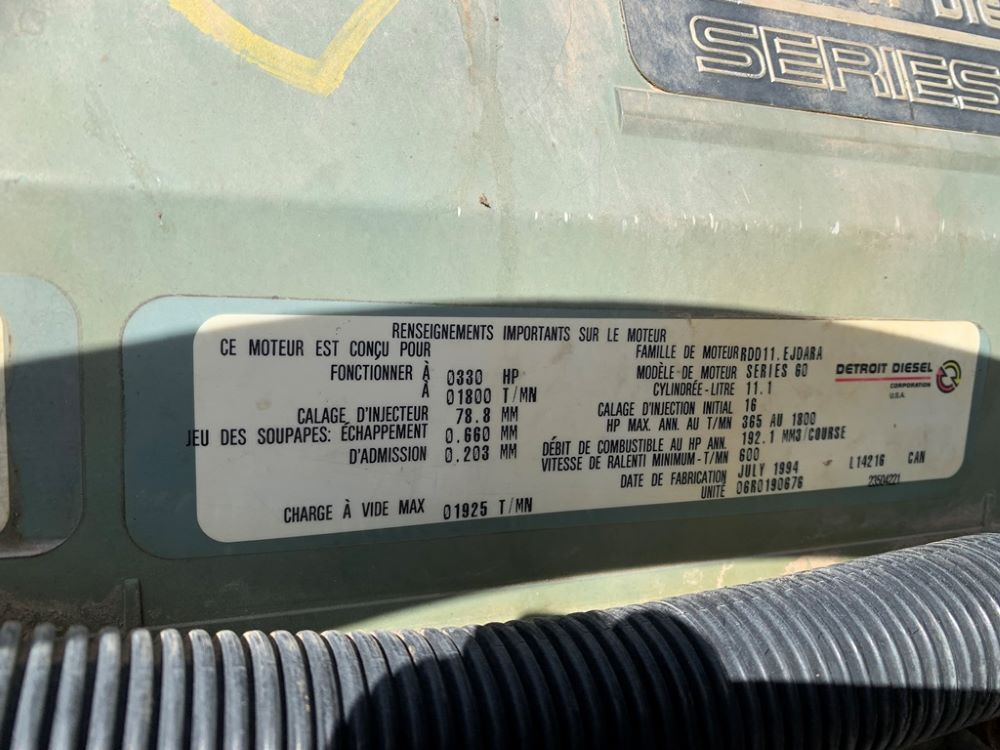 SERIES
RENSEIGNEMENTS IMPORTANTS SUR LE MOTEUR
CE MOTEUR EST CONÇU POUR
FONCTIONNER À 0330 HP
À 01800 T/MN
CALAGE D'INJECTEUR 78.8 MM
JEU DES SOUPAPES: ÉCHAPPEMENT 0.660 MM
D'ADMISSION 0.203 MM
CHARGE À VIDE MAX 01925 T/MN
FAMILLE DE MOTEUR RDD11.EJDARA
MODÈLE DE MOTEUR SERIES 60
CYLINDRÉE-LITRE 11.1
CALAGE D'INJECTION INITIAL 16
HP MAX. ANN. AU T/MN 365 AU 1800
DÉBIT DE COMBUSTIBLE AU HP ANN. 192.1 MM3/COURSE
VITESSE DE RALENTI MINIMUM-T/MN 600
DATE DE FABRICATION JULY 1994
UNITÉ 06R0190676
L14216 CAN
23504221
DETROIT DIESEL
CORPORATION
U.S.A.